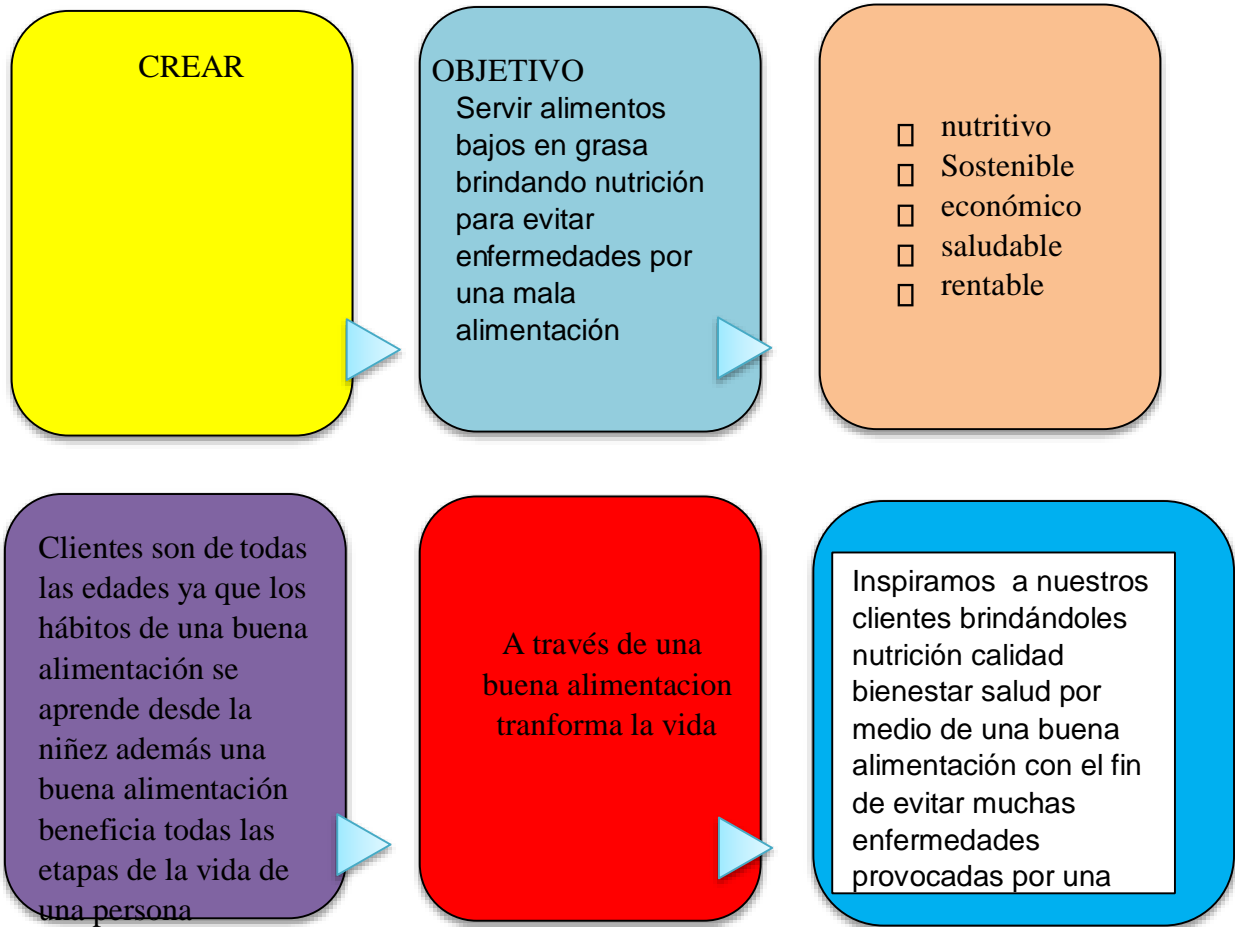 CREAR
OBJETIVO
Servir alimentos
bajos en grasa
brindando nutrición
para evitar
enfermedades por
una mala
alimentación
nutritivo
Sostenible
económico
saludable
rentable
Clientes son de todas
las edades ya que los
hábitos de una buena
alimentación se
aprende desde la
niñez además una
buena alimentación
beneficia todas las
etapas de la vida de
una persona
A través de una
buena alimentacion
tranforma la vida
Inspiramos a nuestros
clientes brindándoles
nutrición calidad
bienestar salud por
medio de una buena
alimentación con el fin
de evitar muchas
enfermedades
provocadas por una